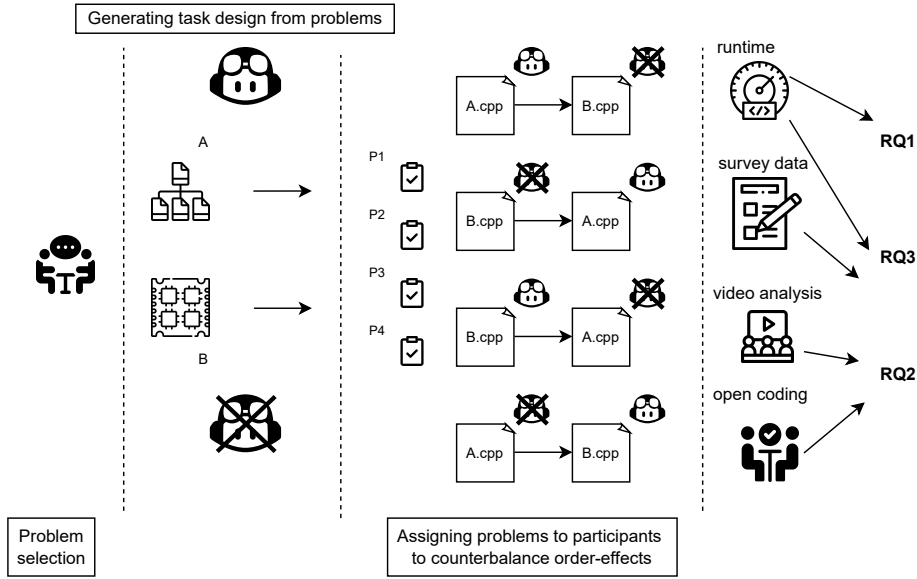 Generating task design from problems
A
B
P1
P2
P3
P4
A.cpp
B.cpp
B.cpp
A.cpp
B.cpp
A.cpp
A.cpp
B.cpp
runtime
</>
survey data
video analysis
open coding
RQ1
RQ3
RQ2
Problem
selection
Assigning problems to participants
to counterbalance order-effects